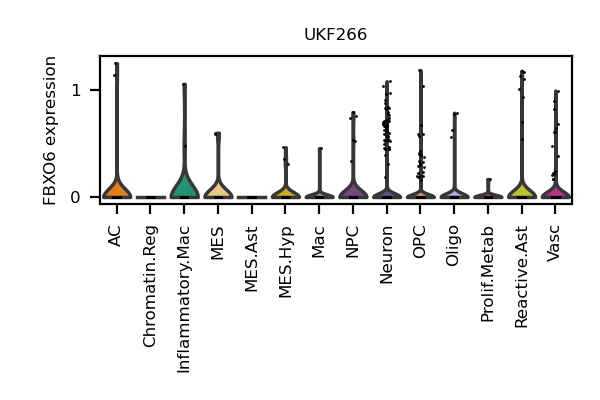 UKF266
FBXO6 expression
1
0
AC
Chromatin.Reg
Inflammatory.Mac
MES
MES.Ast
MES.Hyp
Mac
NPC
Neuron
OPC
Oligo
Prolif.Metab
Reactive.Ast
Vasc